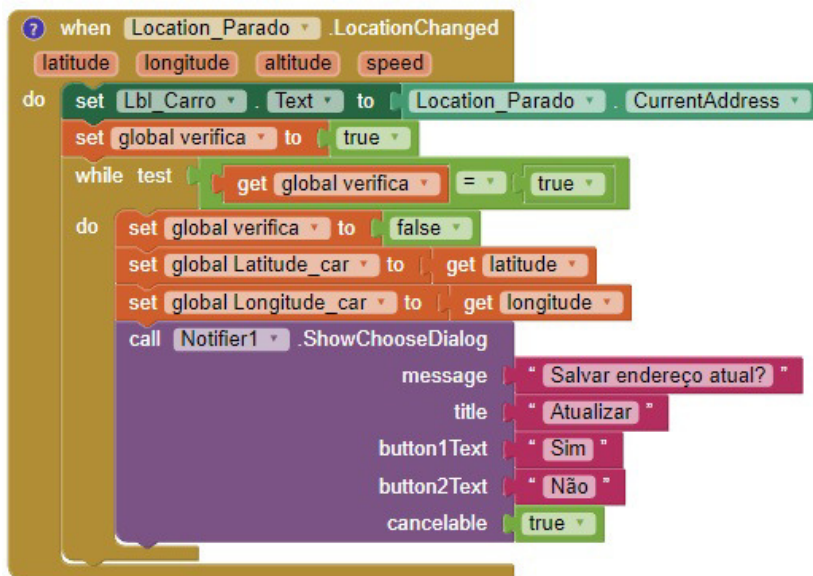 ? when Location_Parado .LocationChanged
latitude longitude altitude speed
do set Lbl_Carro . Text to Location_Parado . CurrentAddress
set global verifica to true
while test get global verifica = true
do set global verifica to false
set global Latitude_car to get latitude
set global Longitude_car to get longitude
call Notifier1 .ShowChooseDialog
message " Salvar endereço atual? "
title " Atualizar "
button1Text " Sim "
button2Text " Não "
cancelable true